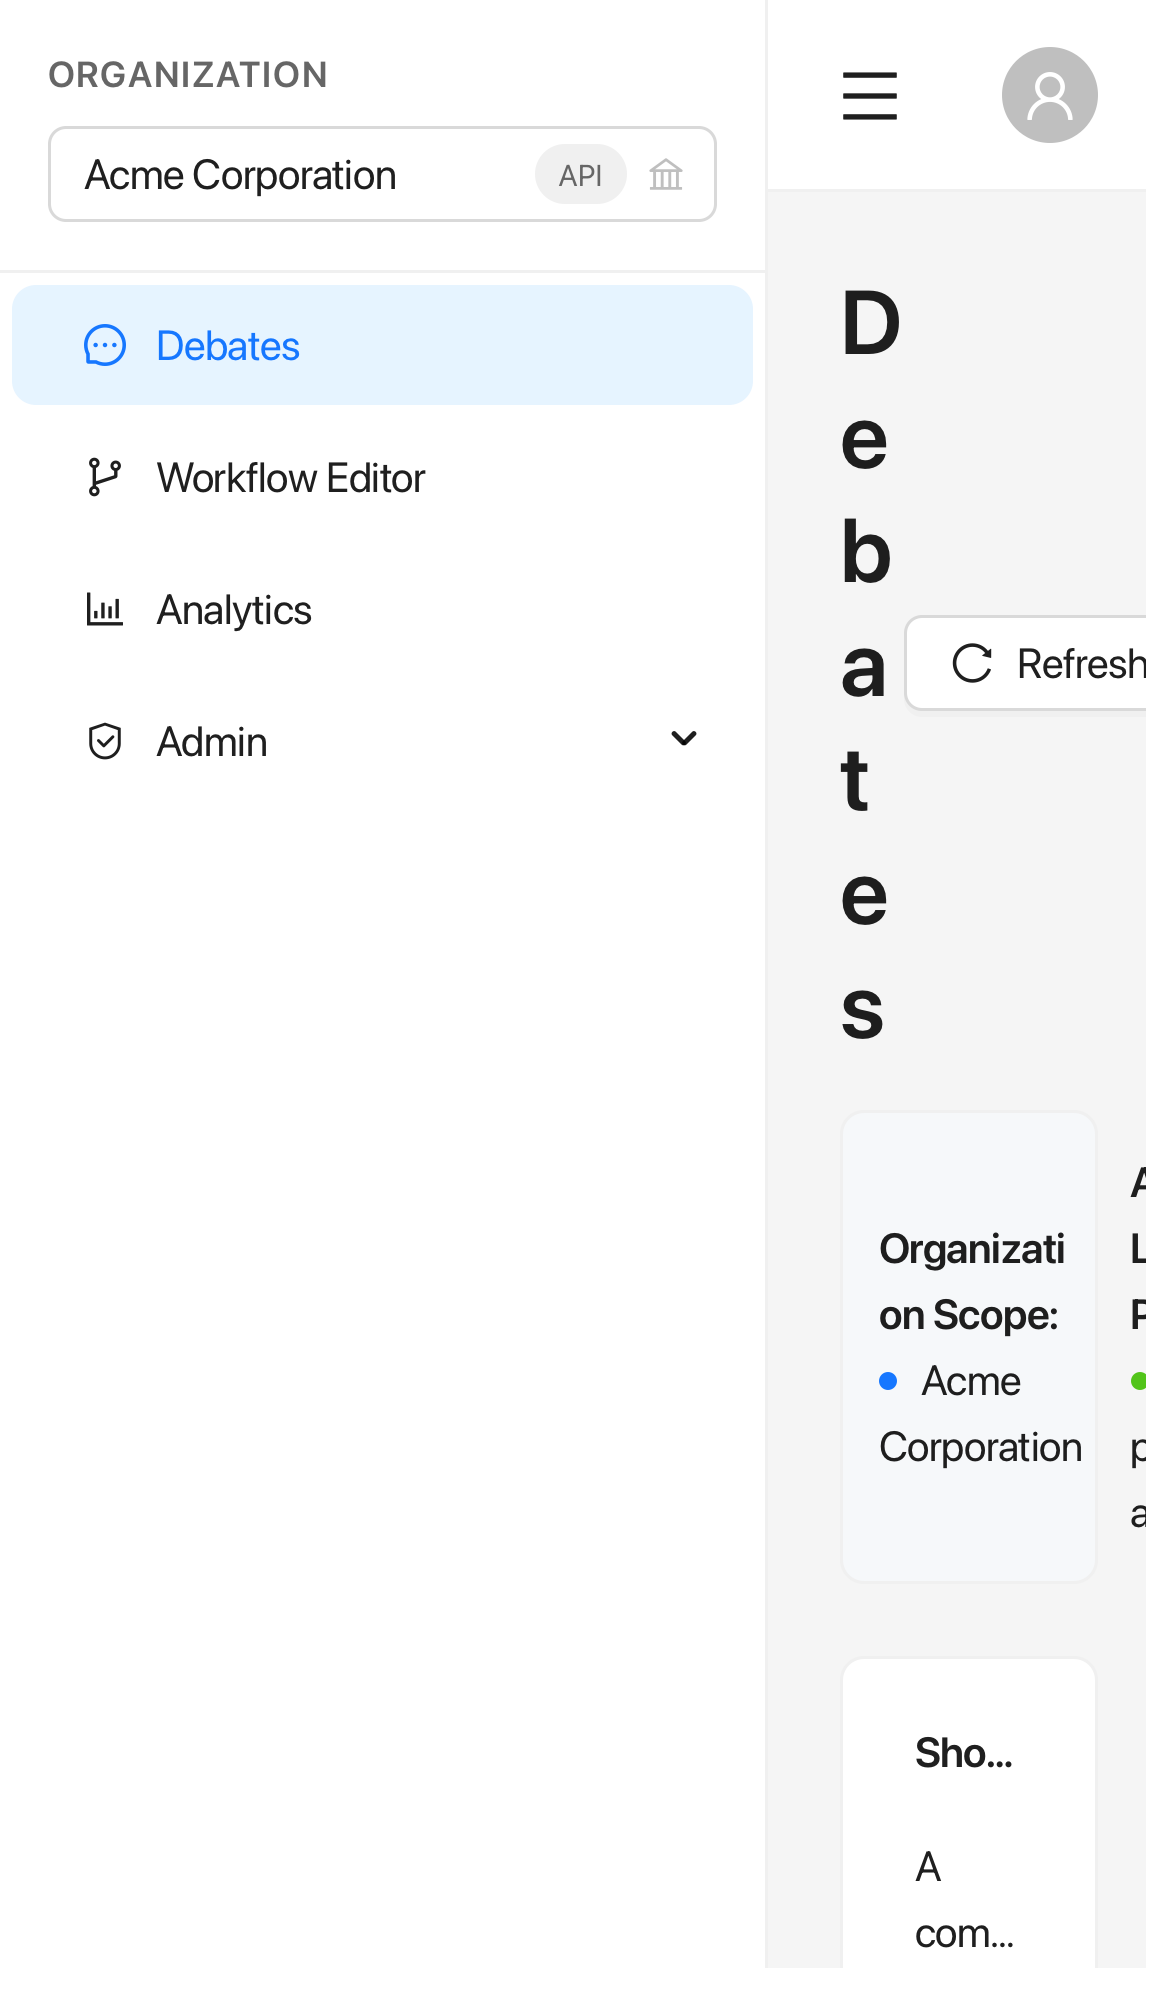 ORGANIZATION
Acme Corporation
API
Debates
Workflow Editor
Analytics
Admin
D
e
b
a
t
e
s
Refresh
Organizati
on Scope:
Acme
Corporation
A
L
P
p
a
Sho...
A
com...